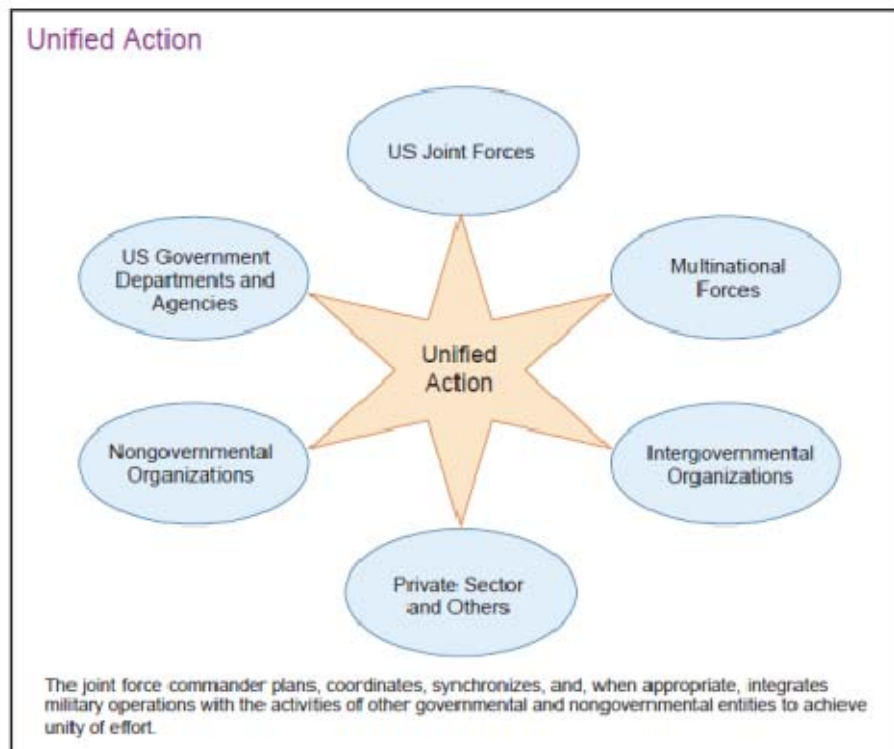 Unified Action
US Joint Forces
US Government
Departments and
Agencies
Multinational
Forces
Unified
Action
Nongovernmental
Organizations
Intergovernmental
Organizations
Private Sector
and Others
The joint force commander plans, coordinates, synchronizes, and, when appropriate, integrates
military operations with the activities of other governmental and nongovernmental entities to achieve
unity of effort.